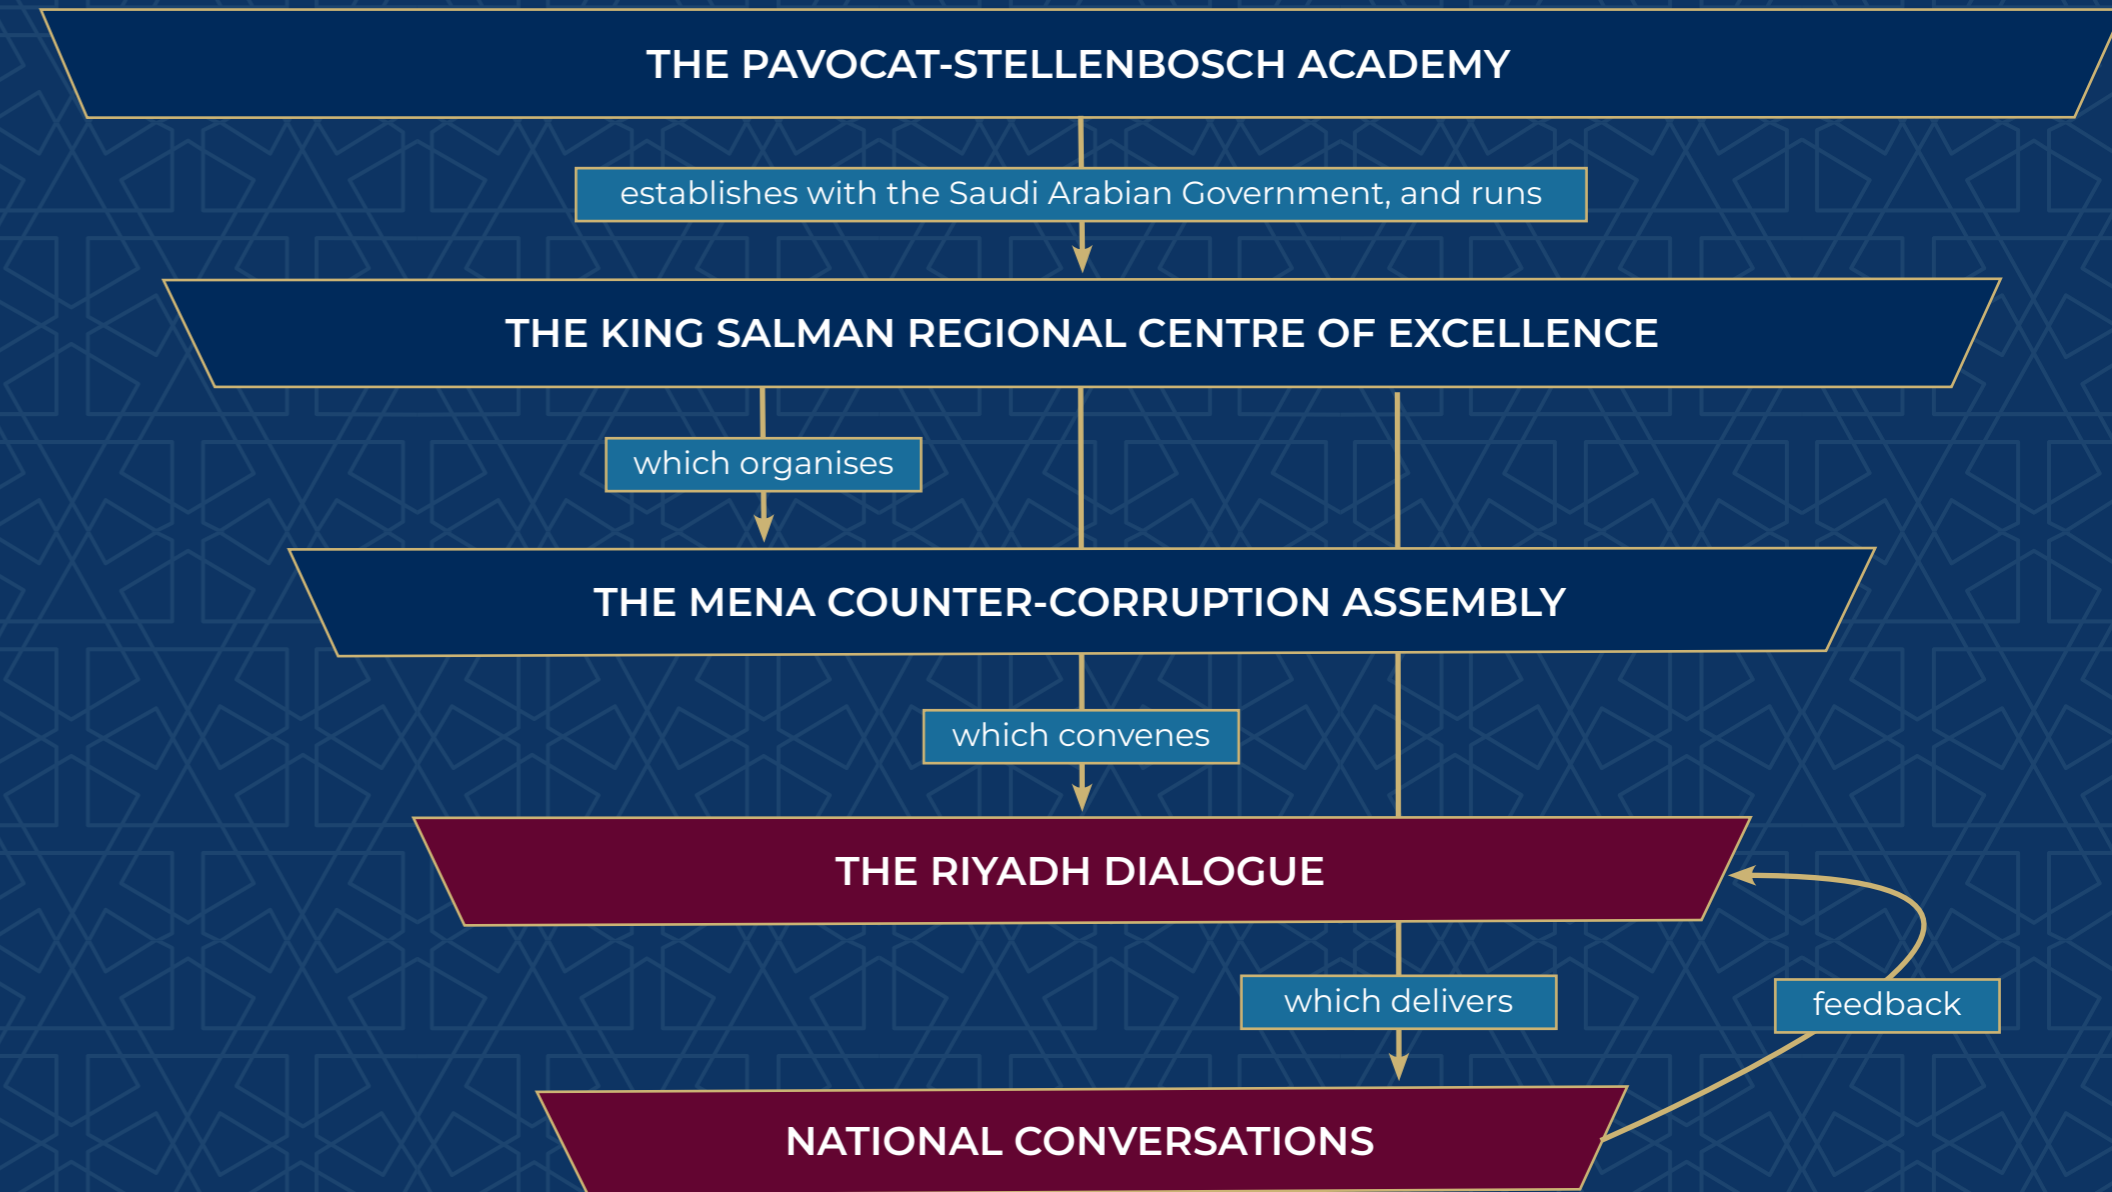 THE PAVOCAT-STELLENBOSCH ACADEMY
establishes with the Saudi Arabian Government, and runs
THE KING SALMAN REGIONAL CENTRE OF EXCELLENCE
which organises
THE MENA COUNTER-CORRUPTION ASSEMBLY
which convenes
THE RIYADH DIALOGUE
which delivers
feedback
NATIONAL CONVERSATIONS